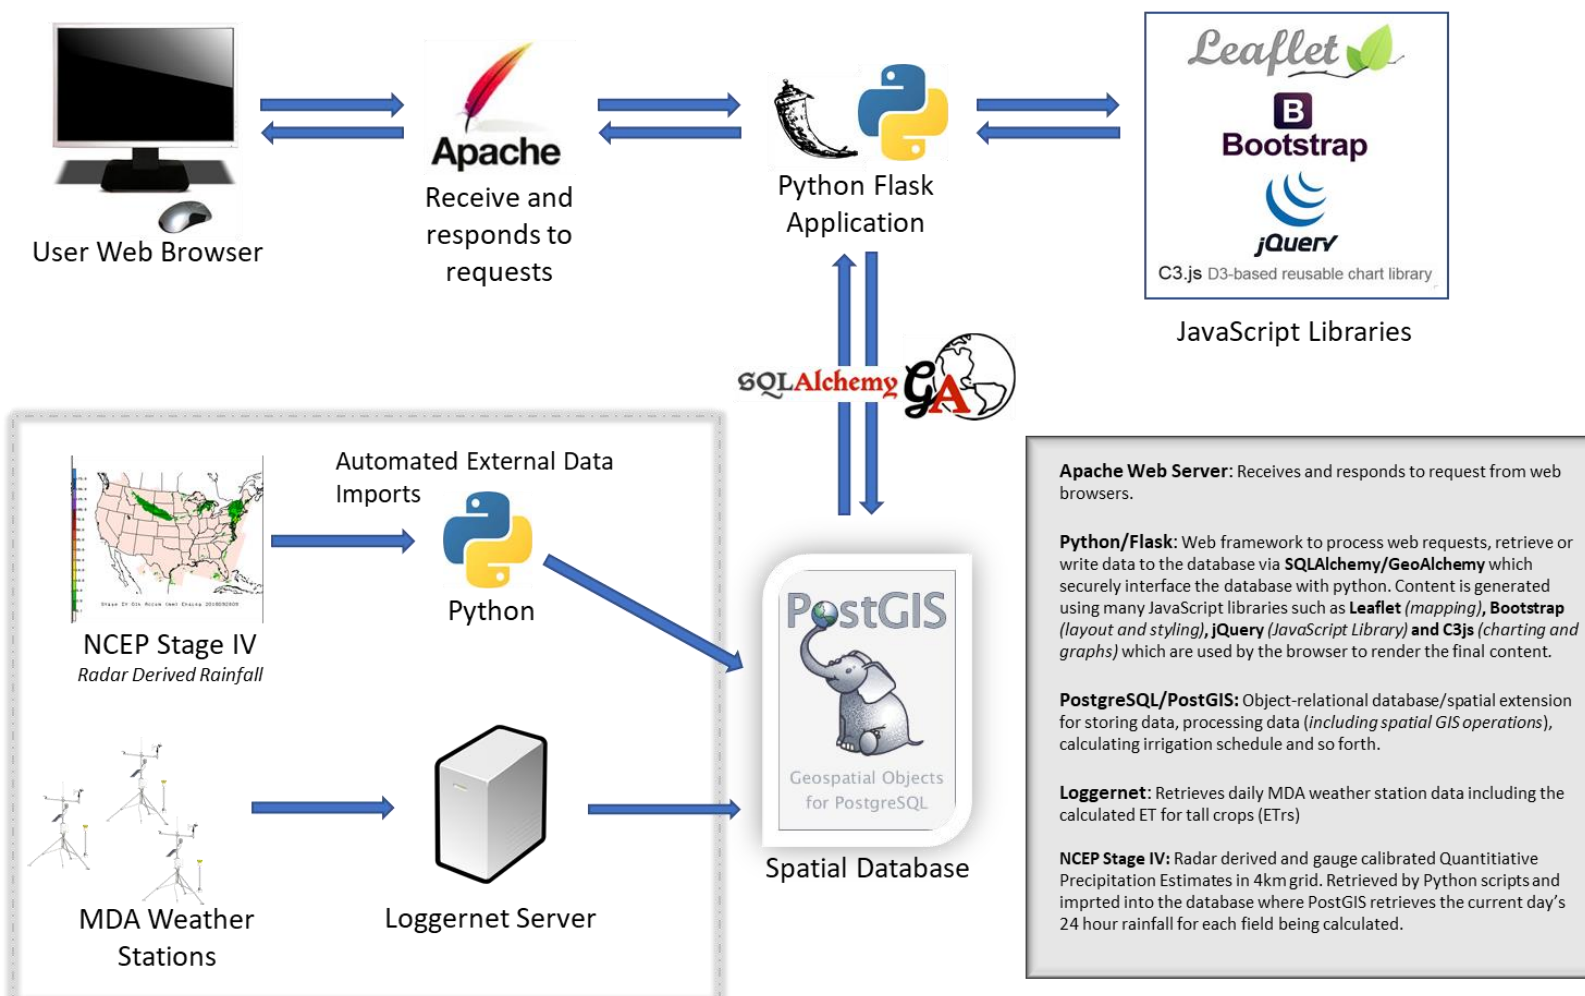 Leaflet
B
Bootstrap
jQuery
C3.js D3-based reusable chart library
JavaScript Libraries
User Web Browser
Apache
Receive and
responds to
requests
Python Flask
Application
SQLAlchemy GA
Automated External Data
Imports
Python
NCEP Stage IV
Radar Derived Rainfall
MDA Weather
Stations
Loggernet Server
PostGIS
Geospatial Objects
for PostgreSQL
Spatial Database
Apache Web Server: Receives and responds to request from web
browsers.
Python/Flask: Web framework to process web requests, retrieve or
write data to the database via SQLAlchemy/GeoAlchemy which
securely interface the database with python. Content is generated
using many JavaScript libraries such as Leaflet (mapping), Bootstrap
(layout and styling), jQuery (JavaScript Library) and C3js (charting and
graphs) which are used by the browser to render the final content.
PostgreSQL/PostGIS: Object-relational database/spatial extension
for storing data, processing data (including spatial GIS operations),
calculating irrigation schedule and so forth.
Loggernet: Retrieves daily MDA weather station data including the
calculated ET for tall crops (ETrs)
NCEP Stage IV: Radar derived and gauge calibrated Quantitiative
Precipitation Estimates in 4km grid. Retrieved by Python scripts and
imprted into the database where PostGIS retrieves the current day's
24 hour rainfall for each field being calculated.